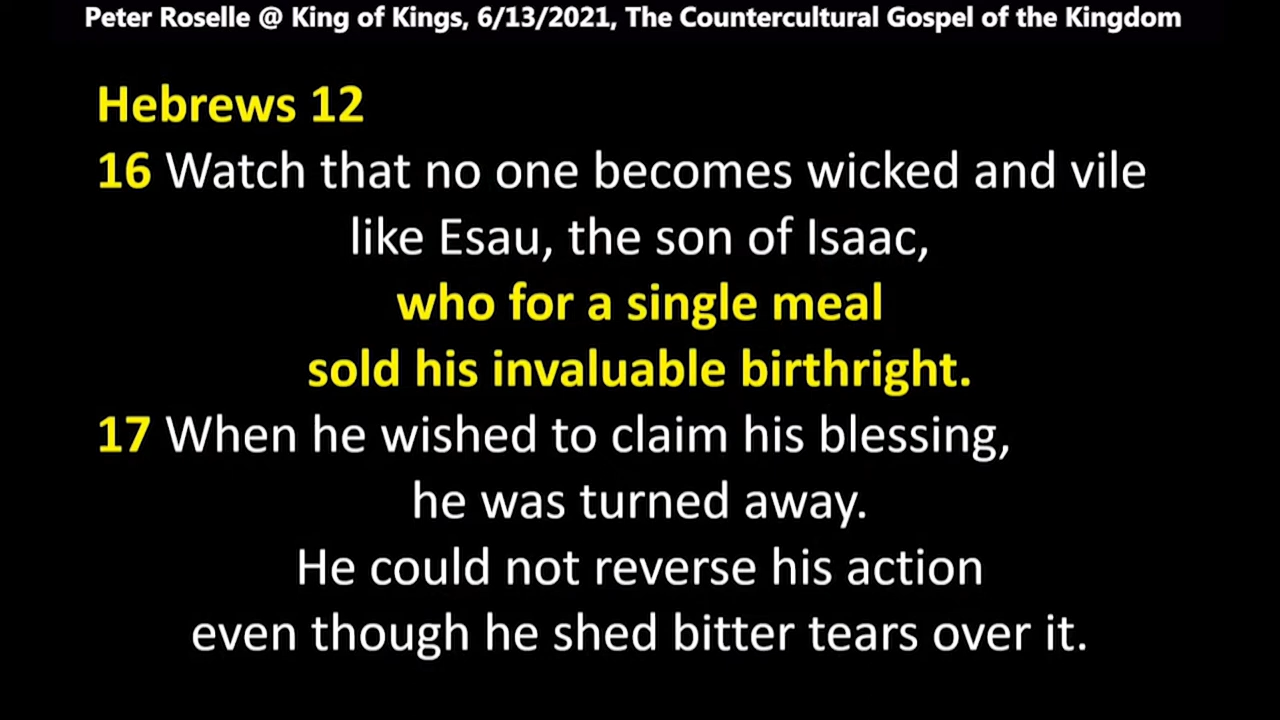 Peter Roselle @ King of Kings, 6/13/2021, The Countercultural Gospel of the Kingdom
Hebrews 12
16 Watch that no one becomes wicked and vile
like Esau, the son of Isaac,
who for a single meal
sold his invaluable birthright.
17 When he wished to claim his blessing,
he was turned away.
He could not reverse his action
even though he shed bitter tears over it.